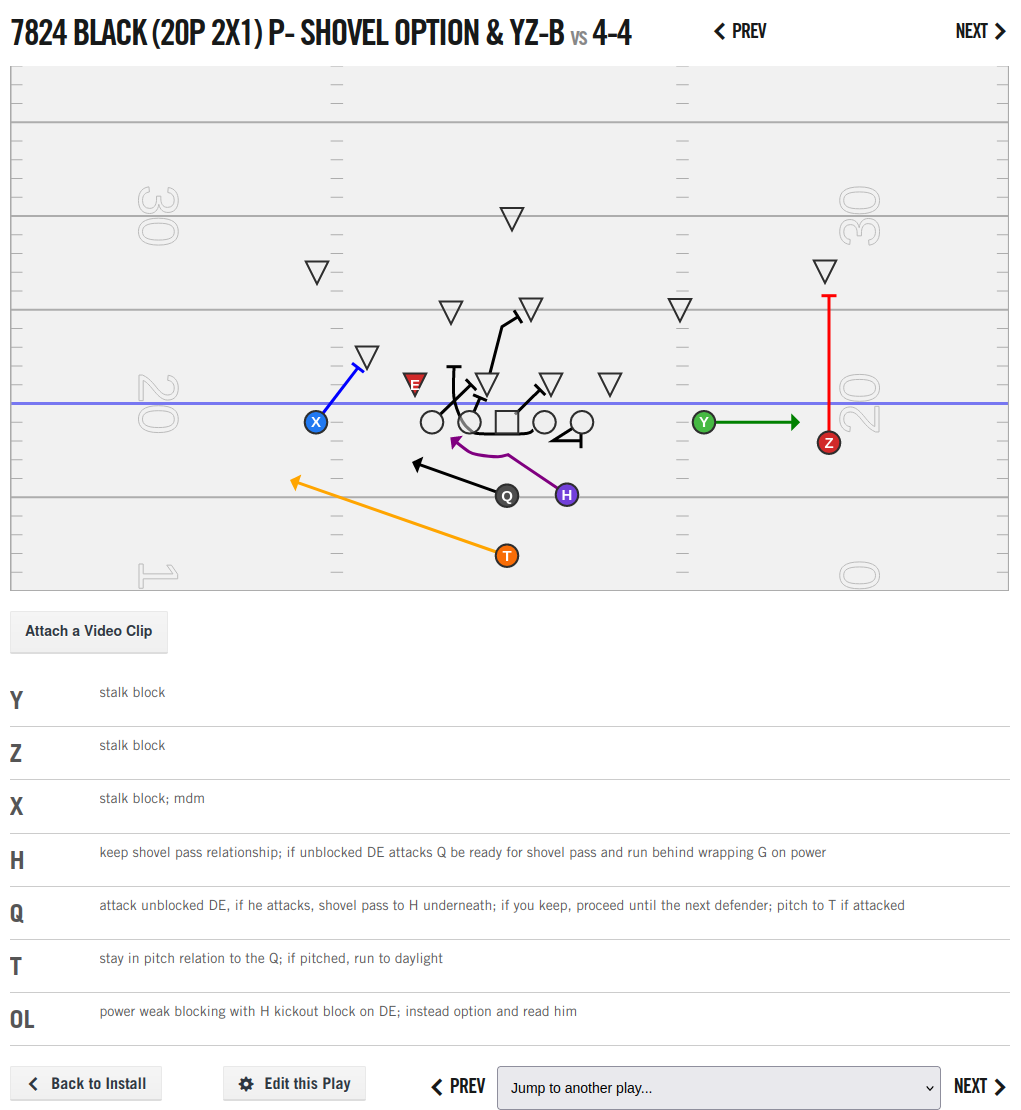 7824 BLACK (20P 2X1) P- SHOVEL OPTION & YZ-B VS 4-4
PREV
NEXT
30
30
20
20
1
0
E
X
Y
Z
Q
H
T
Attach a Video Clip
Y stalk block
Z stalk block
X stalk block; mdm
H keep shovel pass relationship; if unblocked DE attacks Q be ready for shovel pass and run behind wrapping G on power
Q attack unblocked DE, if he attacks, shovel pass to H underneath; if you keep, proceed until the next defender; pitch to T if attacked
T stay in pitch relation to the Q; if pitched, run to daylight
OL power weak blocking with H kickout block on DE; instead option and read him
Back to Install
Edit this Play
PREV
Jump to another play...
NEXT